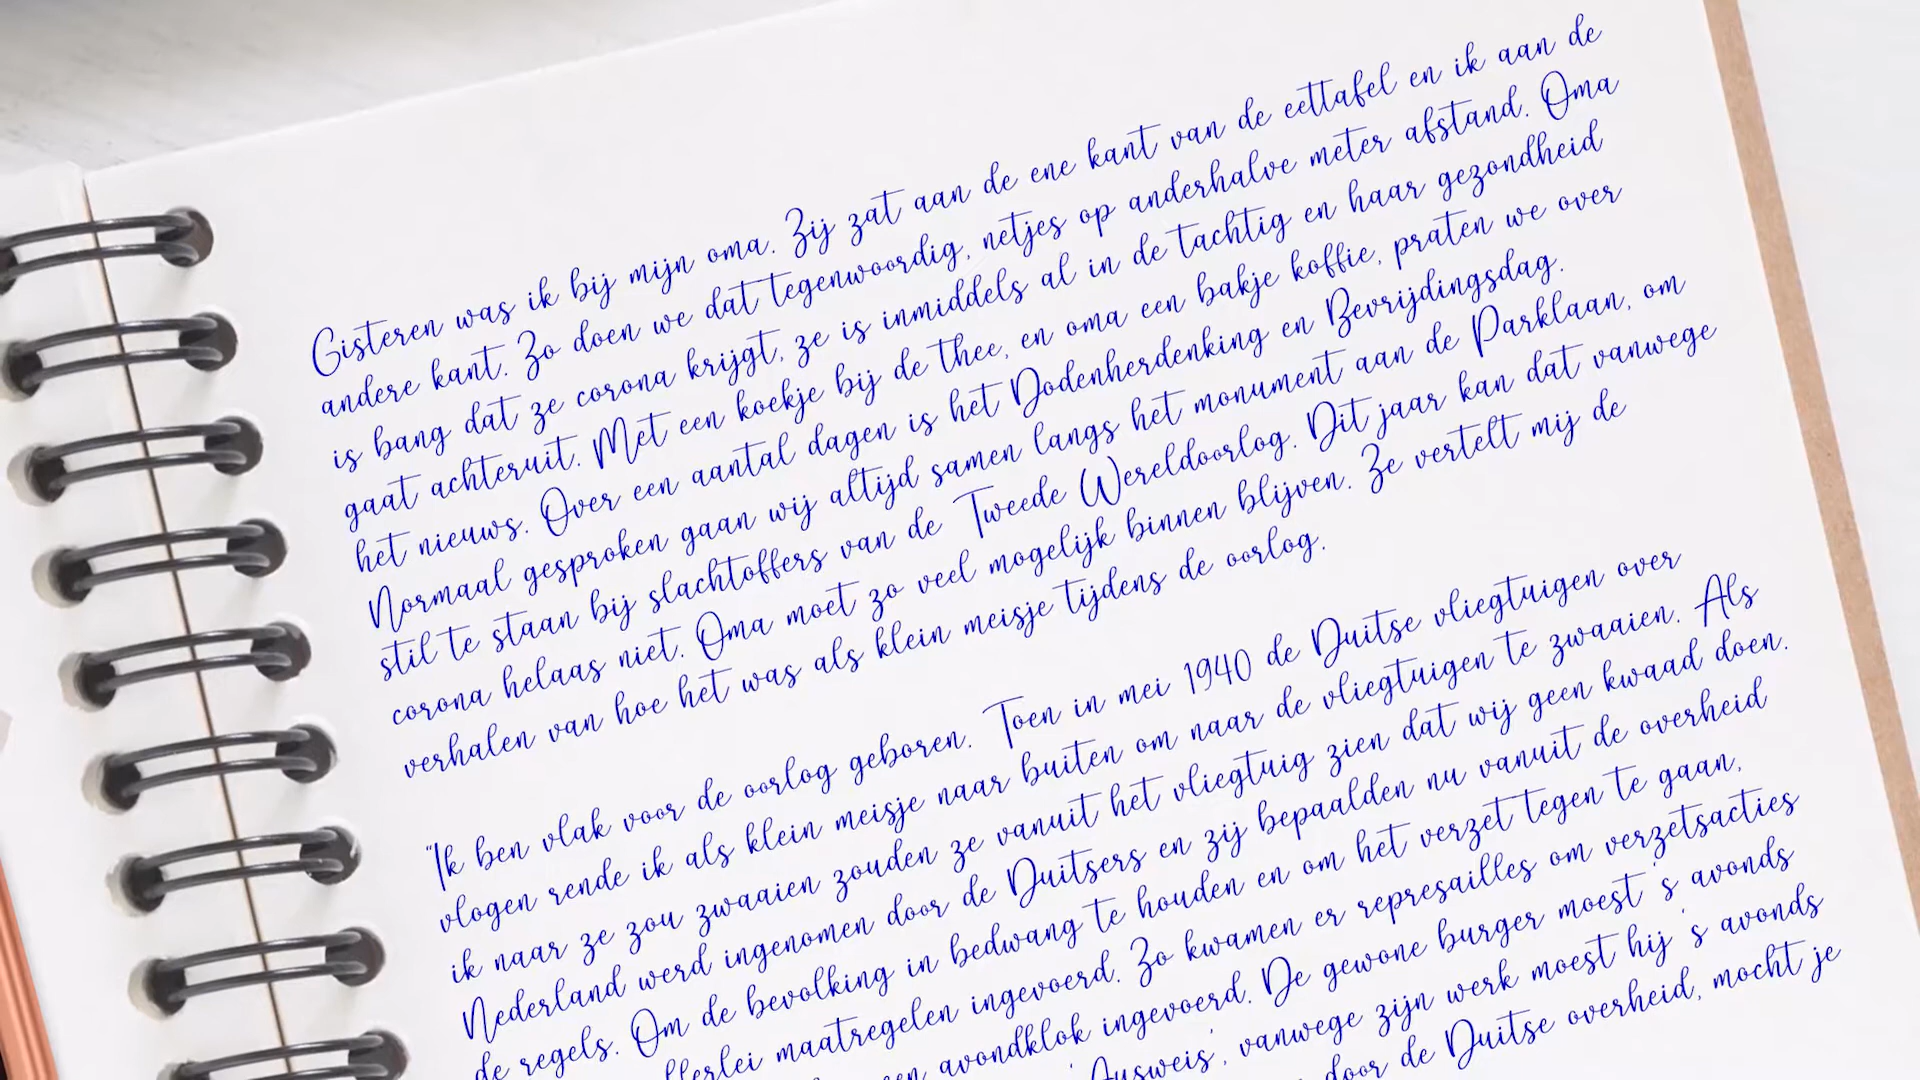 Gisteren was ik bij mijn oma. Zij zat aan de ene kant van de eettafel en ik aan de
andere kant. Zo doen we dat tegenwoordig, netjes op anderhalve meter afstand. Oma
is bang dat ze corona krijgt, ze is inmiddels al in de tachtig en haar gezondheid
gaat achteruit. Met een koekje bij de thee, en oma een bakje koffie, praten we over
het nieuws. Over een aantal dagen is het Dodenherdenking en Bevrijdingsdag.
Normaal gesproken gaan wij altijd samen langs het monument aan de Parklaan, om
stil te staan bij slachtoffers van de Tweede Wereldoorlog. Dit jaar kan dat vanwege
corona helaas niet. Oma moet zo veel mogelijk binnen blijven. Ze vertelt mij de
verhalen van hoe het was als klein meisje tijdens de oorlog.
"Ik ben vlak voor de oorlog geboren. Toen in mei 1940 de Duitse vliegtuigen over
vlogen rende ik als klein meisje naar buiten om naar de vliegtuigen te zwaaien. Als
ik naar ze zou zwaaien zouden ze vanuit het vliegtuig zien dat wij geen kwaad doen.
Nederland werd ingenomen door de Duitsers en zij bepaalden nu vanuit de overheid
de regels. Om de bevolking in bedwang te houden en om het verzet tegen te gaan,
maatregelen ingevoerd. Zo kwamen er represailles om verzetsacties
avondklok ingevoerd. De gewone burger moest 's avonds
'Ausweis', vanwege zijn werk moest hij 's avonds
door de Duitse overheid, mocht je